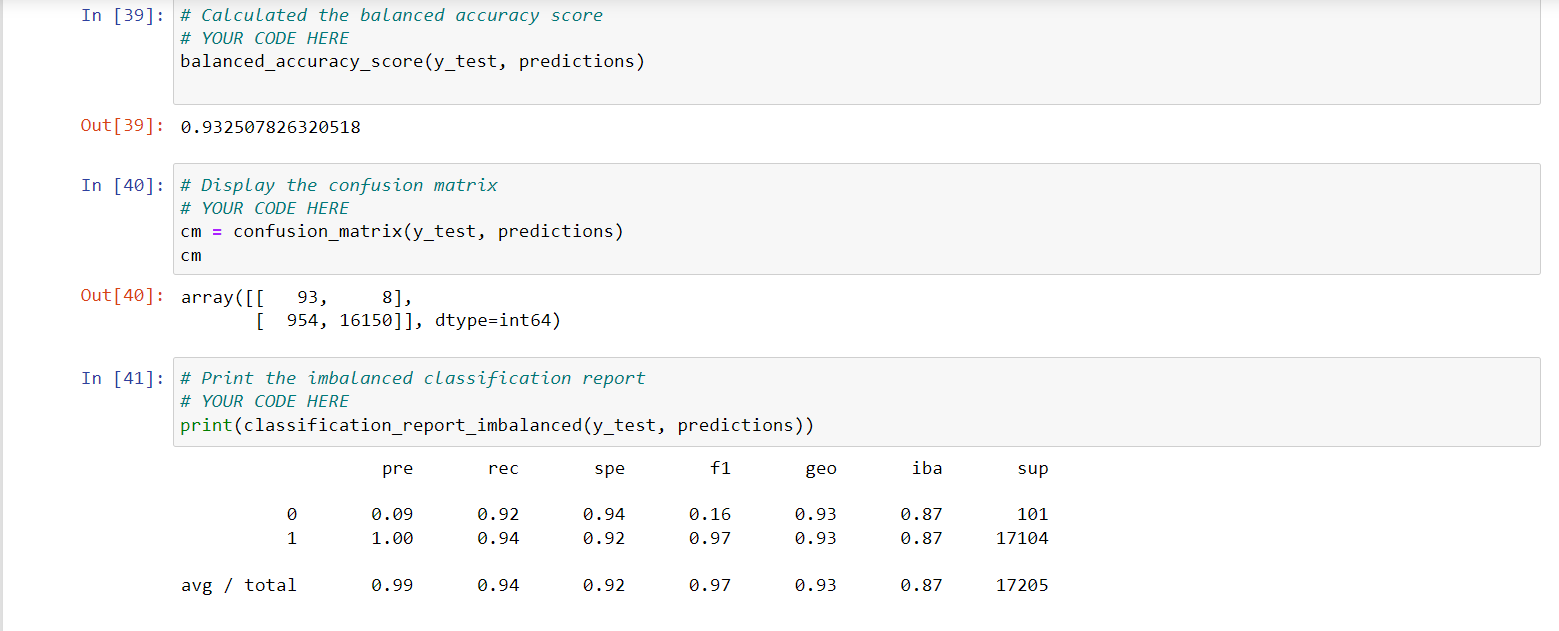 In [39]: # Calculated the balanced accuracy score
# YOUR CODE HERE
balanced_accuracy_score(y_test, predictions)
Out[39]: 0.932507826320518
In [40]: # Display the confusion matrix
# YOUR CODE HERE
cm = confusion_matrix(y_test, predictions)
cm
Out[40]: array([[   93,     8],
       [  954, 16150]], dtype=int64)
In [41]: # Print the imbalanced classification report
# YOUR CODE HERE
print(classification_report_imbalanced(y_test, predictions))
pre       rec       spe        f1       geo       iba       sup
0       0.09      0.92      0.94      0.16      0.93      0.87       101
1       1.00      0.94      0.92      0.97      0.93      0.87     17104
avg / total       0.99      0.94      0.92      0.97      0.93      0.87     17205